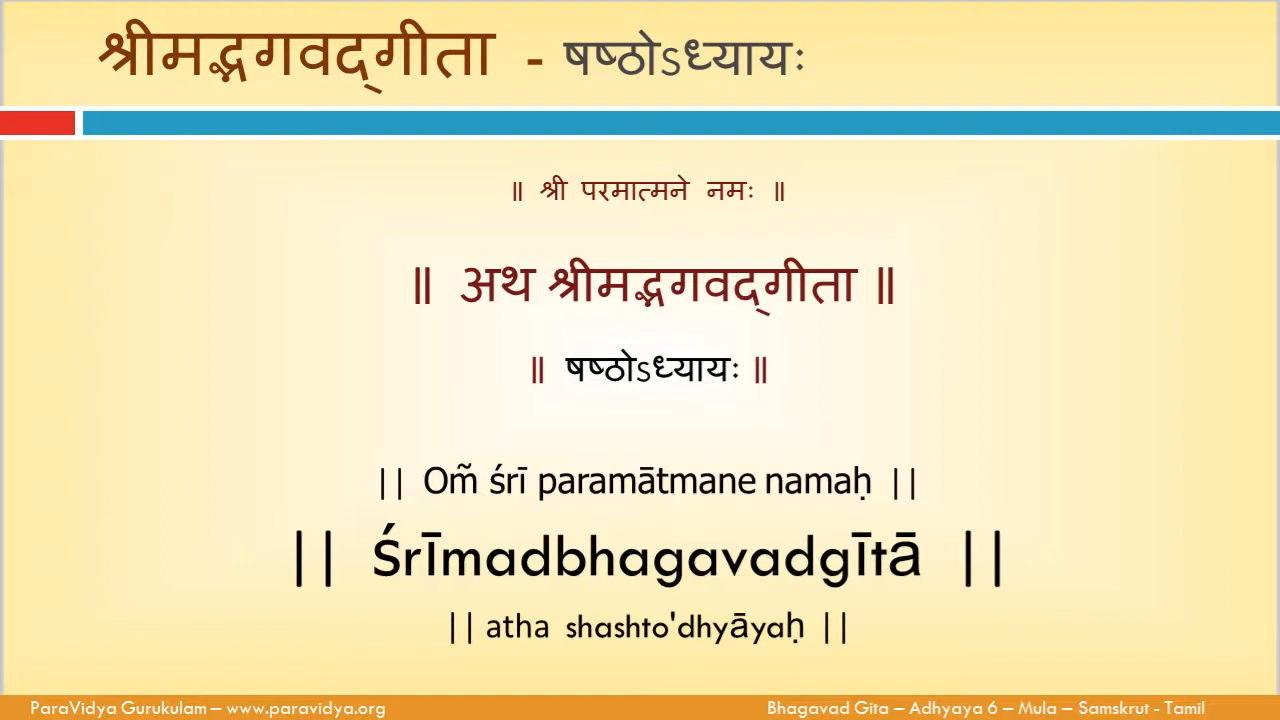 श्रीमद्भगवद्‌गीता - षष्ठोऽध्यायः
॥ श्री परमात्मने नमः ॥
॥ अथ श्रीमद्भगवद्‌गीता ॥
॥ षष्ठोऽध्यायः ॥
|| Om̃ śrī paramātmane namaḥ ||
|| Śrīmadbhagavadgītā ||
|| atha shashto'dhyāyaḥ ||
ParaVidya Gurukulam – www.paravidya.org
Bhagavad Gita – Adhyaya 6 – Mula – Samskrut - Tamil